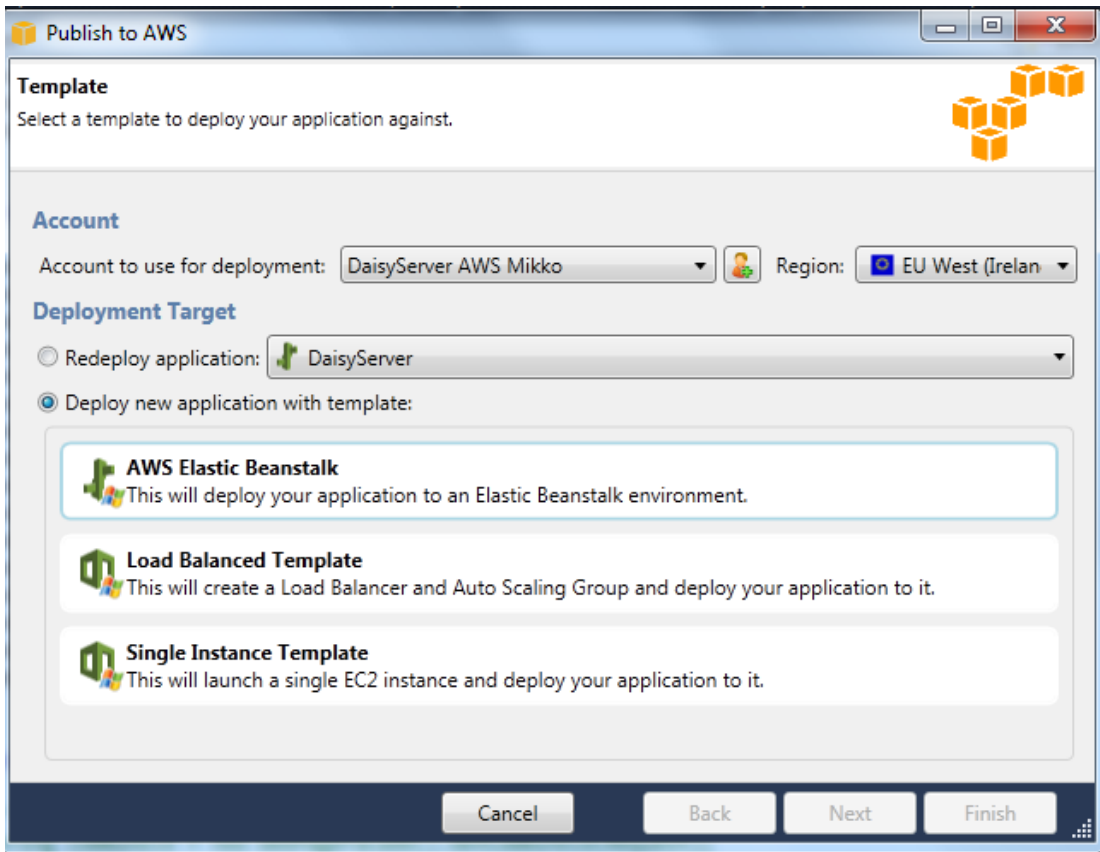 Publish to AWS
Template
Select a template to deploy your application against.
Account
Account to use for deployment: DaisyServer AWS Mikko Region: EU West (Irelan
Deployment Target
Redeploy application: DaisyServer
Deploy new application with template:
AWS Elastic Beanstalk
This will deploy your application to an Elastic Beanstalk environment.
Load Balanced Template
This will create a Load Balancer and Auto Scaling Group and deploy your application to it.
Single Instance Template
This will launch a single EC2 instance and deploy your application to it.
Cancel Back Next Finish